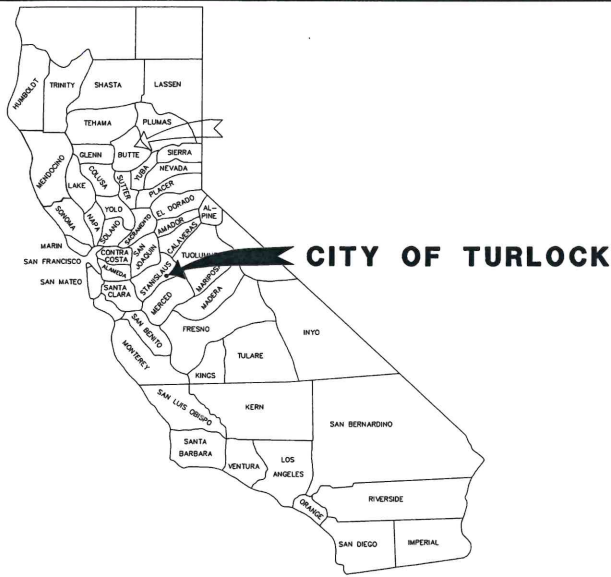 HUMBOLDT
TRINITY
SHASTA
LASSEN
TEHAMA
PLUMAS
MENDOCINO
GLENN
BUTTE
SIERRA
NEVADA
LAKE
COLUSA
SUTTER
YUBA
PLACER
SONOMA
NAPA
YOLO
SOLANO
SACRAMENTO
EL DORADO
AL-
PINE
AMADOR
CALAVERAS
MARIN
SAN FRANCISCO
SAN MATEO
CONTRA
COSTA
ALAMEDA
SANTA
CLARA
SAN
JOAQUIN
STANISLAUS
CITY OF TURLOCK
MARIPOSA
MERCED
MADERA
SAN BENITO
MONTEREY
FRESNO
INYO
TULARE
KINGS
SAN LUIS OBISPO
KERN
SAN BERNARDINO
SANTA
BARBARA
VENTURA
LOS
ANGELES
ORANGE
RIVERSIDE
SAN DIEGO
IMPERIAL